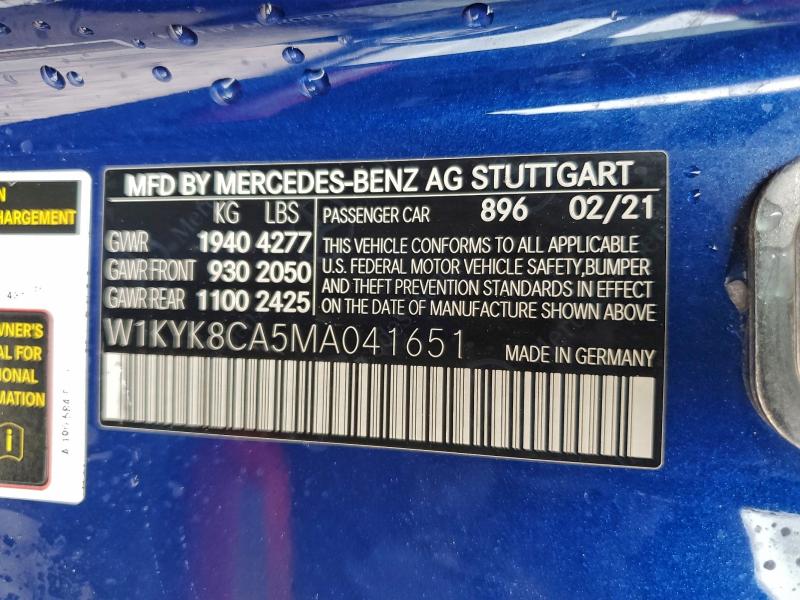 MFD BY MERCEDES-BENZ AG STUTTGART
KG LBS
GVWR 1940 4277
GAWR FRONT 930 2050
GAWR REAR 1100 2425
PASSENGER CAR 896 02/21
THIS VEHICLE CONFORMS TO ALL APPLICABLE
U.S. FEDERAL MOTOR VEHICLE SAFETY,BUMPER
AND THEFT PREVENTION STANDARDS IN EFFECT
ON THE DATE OF MANUFACTURE SHOWN ABOVE
W1KYK8CA5MA041651
MADE IN GERMANY